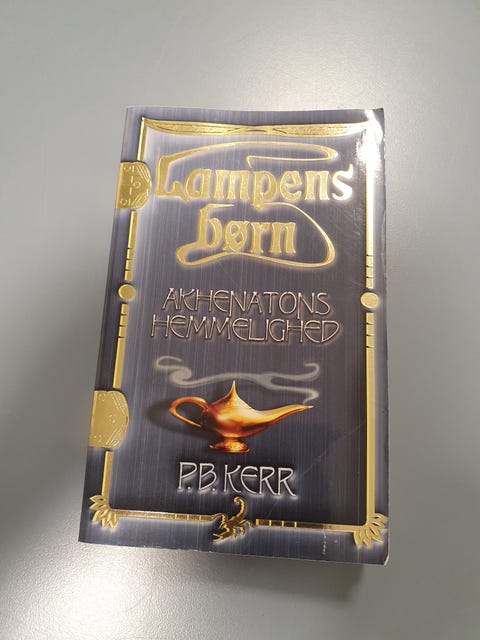 Lampens
børn
AKHENATONS
HEMMELIGHED
P.B. KERR